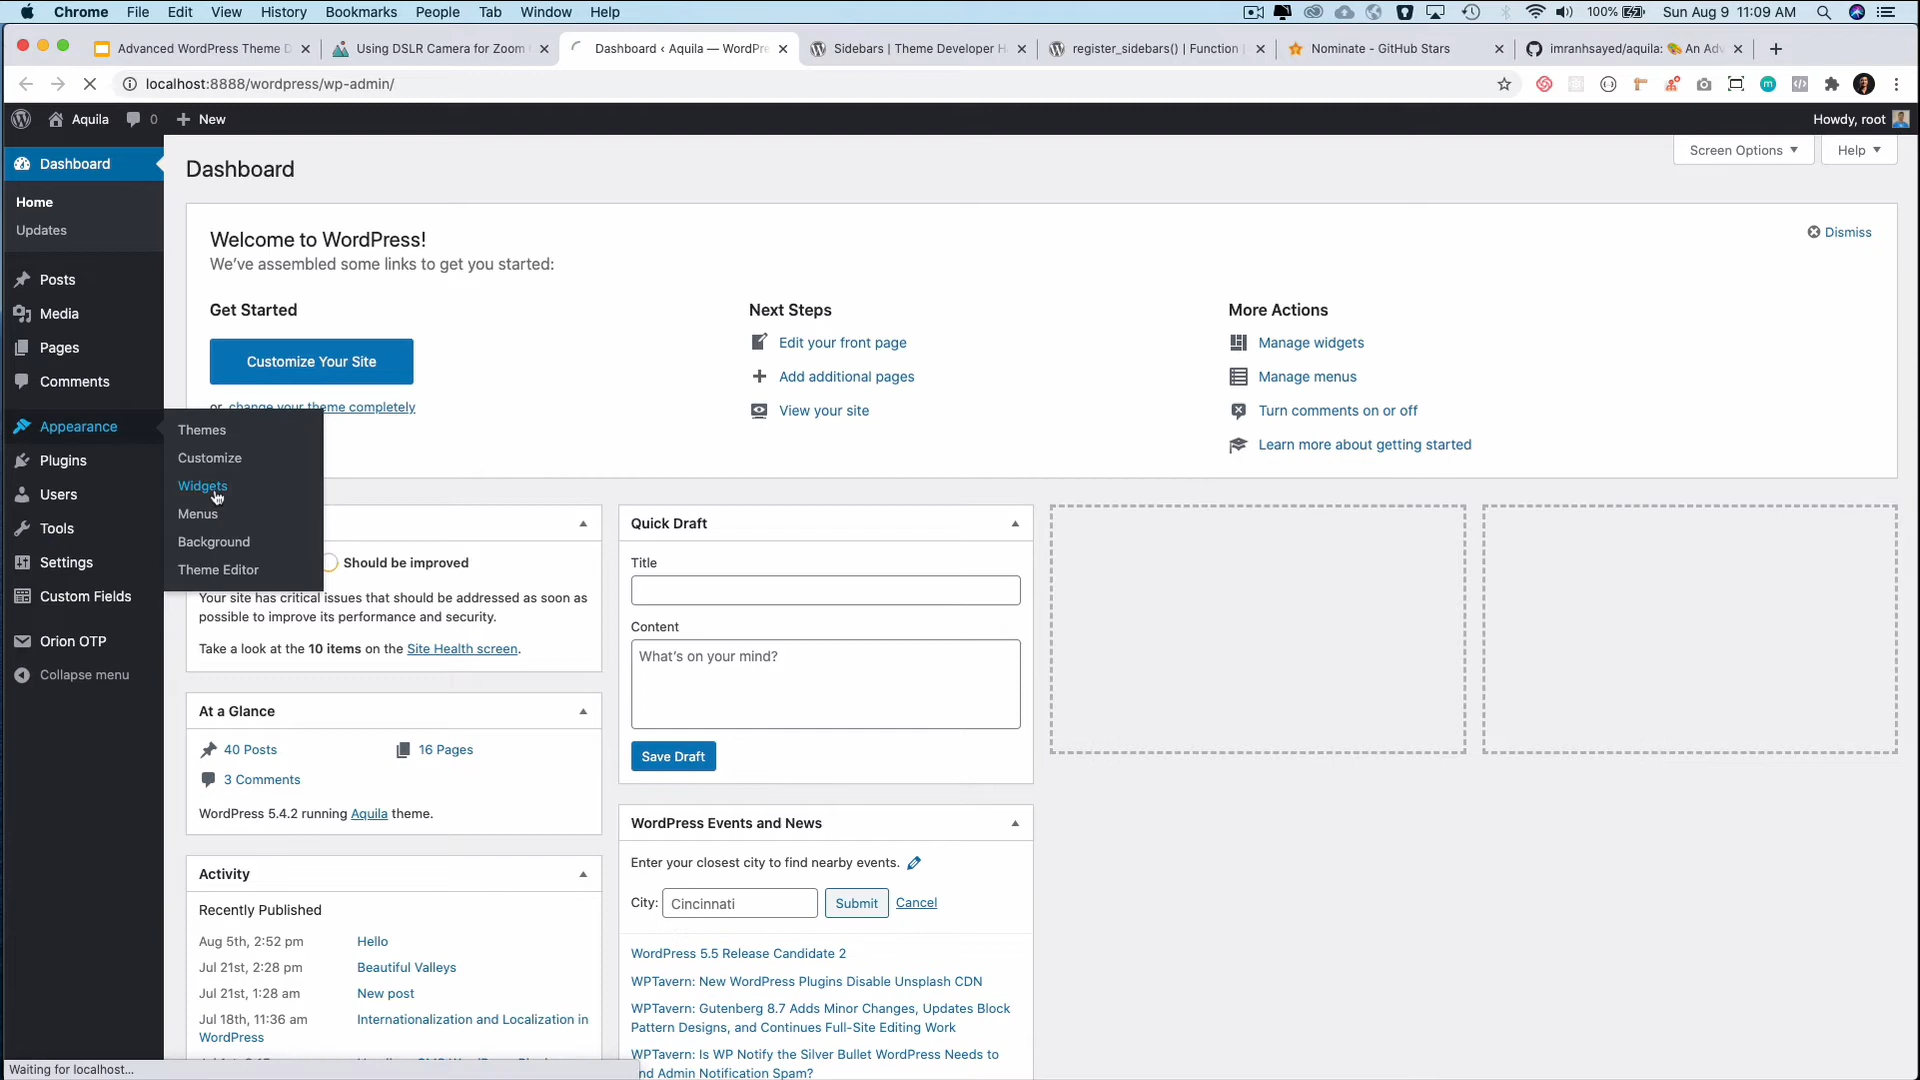 Chrome File Edit View History Bookmarks People Tab Window Help 100% Sun Aug 9 11:09 AM
Advanced WordPress Theme D
Using DSLR Camera for Zoom
Dashboard ‹ Aquila — WordPre
Sidebars | Theme Developer H
register_sidebars() | Function
Nominate - GitHub Stars
imranhsayed/aquila: An Adv
localhost:8888/wordpress/wp-admin/
Aquila 0 New
Howdy, root
Dashboard
Home
Updates
Posts
Media
Pages
Comments
Appearance
Plugins
Users
Tools
Settings
Custom Fields
Orion OTP
Collapse menu
Themes
Customize
Widgets
Menus
Background
Theme Editor
Dashboard
Screen Options
Help
Welcome to WordPress!
We've assembled some links to get you started:
Dismiss
Get Started
Customize Your Site
or, change your theme completely
Next Steps
Edit your front page
Add additional pages
View your site
More Actions
Manage widgets
Manage menus
Turn comments on or off
Learn more about getting started
Should be improved
Your site has critical issues that should be addressed as soon as
possible to improve its performance and security.
Take a look at the 10 items on the Site Health screen.
At a Glance
40 Posts
16 Pages
3 Comments
WordPress 5.4.2 running Aquila theme.
Activity
Recently Published
Aug 5th, 2:52 pm Hello
Jul 21st, 2:28 pm Beautiful Valleys
Jul 21st, 1:28 am New post
Jul 18th, 11:36 am Internationalization and Localization in
WordPress
Quick Draft
Title
Content
What's on your mind?
Save Draft
WordPress Events and News
Enter your closest city to find nearby events.
City: Cincinnati Submit Cancel
WordPress 5.5 Release Candidate 2
WPTavern: New WordPress Plugins Disable Unsplash CDN
WPTavern: Gutenberg 8.7 Adds Minor Changes, Updates Block
Pattern Designs, and Continues Full-Site Editing Work
WPTavern: Is WP Notify the Silver Bullet WordPress Needs to
nd Admin Notification Spam?
Waiting for localhost...